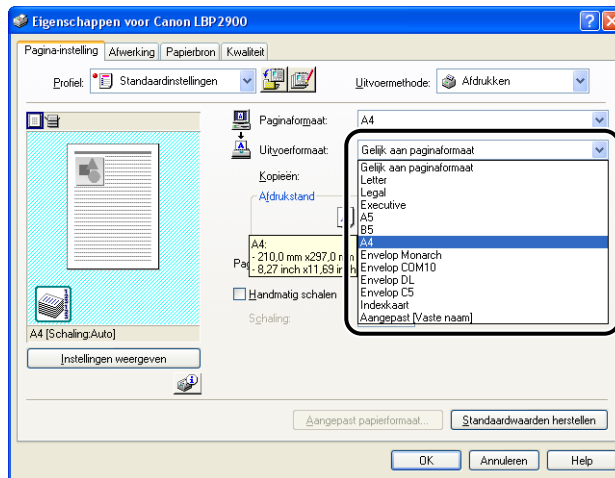 Eigenschappen voor Canon LBP2900
Pagina-instelling Afwerking Papierbron Kwaliteit
Profiel: Standaardinstellingen Uitvoermethode: Afdrukken
Paginaformaat: A4
Uitvoerformaat: Gelijk aan paginaformaat
Kopieën:
Afdrukstand
Gelijk aan paginaformaat
Letter
Legal
Executive
A5
B5
A4
Envelop Monarch
Envelop COM10
Envelop DL
Envelop C5
Indexkaart
Aangepast [Vaste naam]
A4:
- 210,0 mm x297,0 m
- 8,27 inch x11,69 inch
Pag
Handmatig schalen
Schaling:
A4 [Schaling:Auto]
Instellingen weergeven
Aangepast papierformaat... Standaardwaarden herstellen
OK Annuleren Help